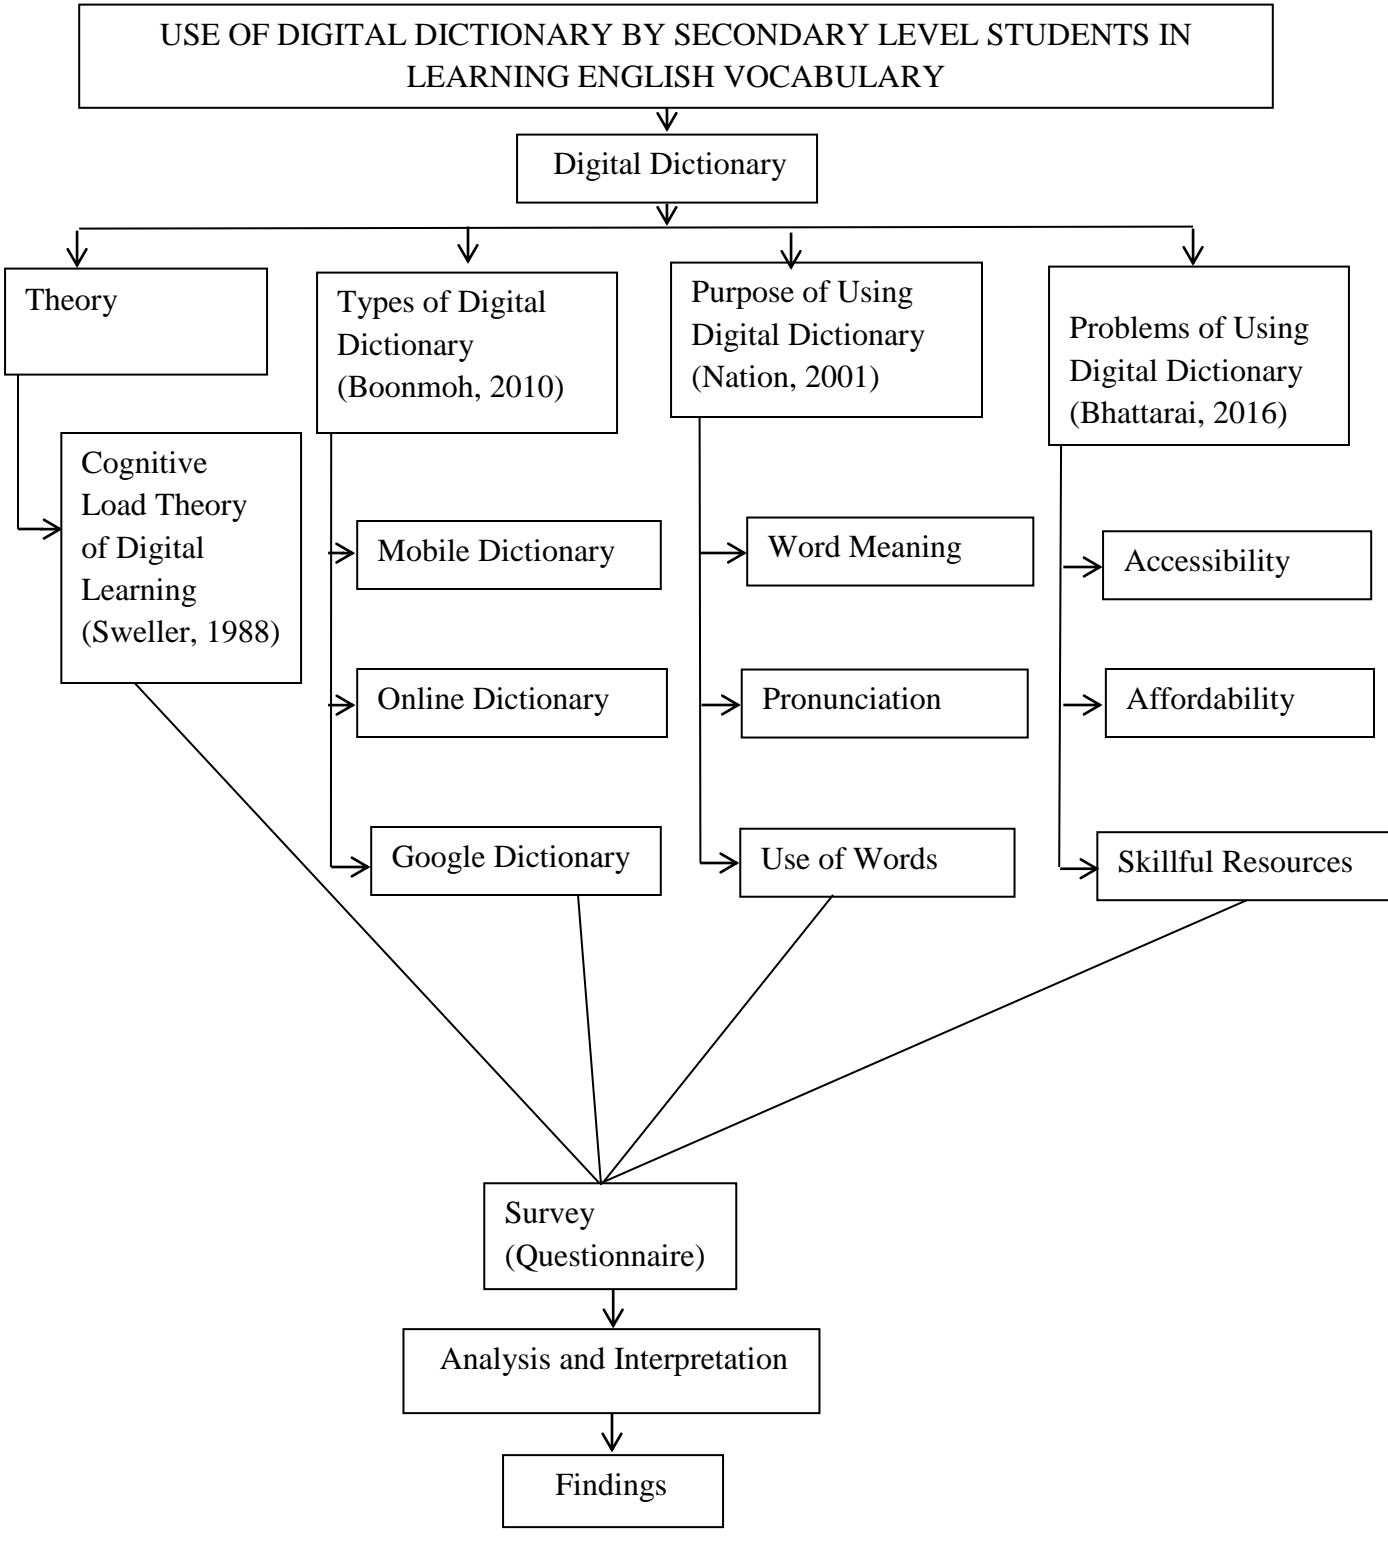 USE OF DIGITAL DICTIONARY BY SECONDARY LEVEL STUDENTS IN
LEARNING ENGLISH VOCABULARY
Digital Dictionary
Theory
Cognitive
Load Theory
of Digital
Learning
(Sweller, 1988)
Types of Digital
Dictionary
(Boonmoh, 2010)
Mobile Dictionary
Online Dictionary
Google Dictionary
Purpose of Using
Digital Dictionary
(Nation, 2001)
Word Meaning
Pronunciation
Use of Words
Problems of Using
Digital Dictionary
(Bhattarai, 2016)
Accessibility
Affordability
Skillful Resources
Survey
(Questionnaire)
Analysis and Interpretation
Findings